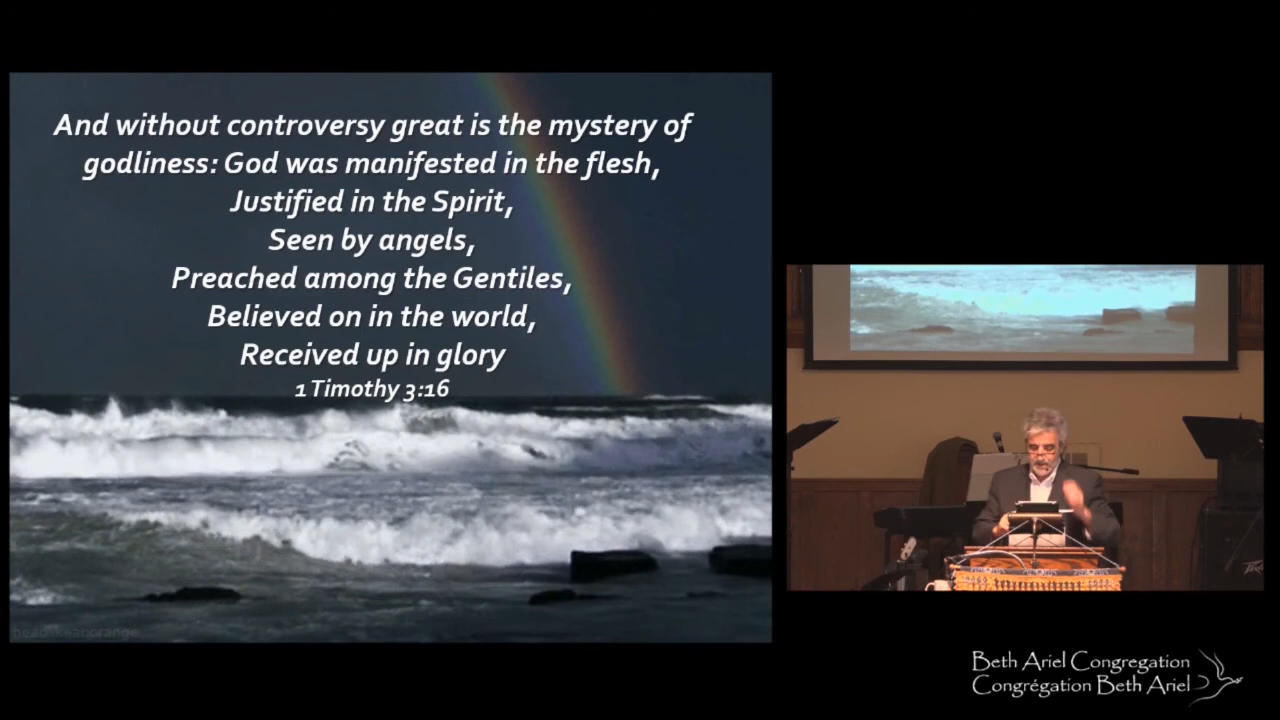 And without controversy great is the mystery of
godliness: God was manifested in the flesh,
Justified in the Spirit,
Seen by angels,
Preached among the Gentiles,
Believed on in the world,
Received up in glory
1 Timothy 3:16
Beth Ariel Congregation
Congrégation Beth Ariel